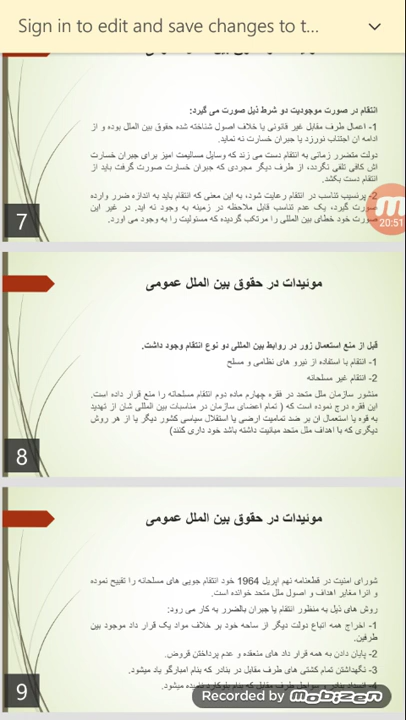 Sign in to edit and save changes to t...
انتقام در صورت موجودیت دو شرط ذیل صورت می گیرد:
1- اعمال طرف مقابل غیر قانونی یا خلاف اصول شناخته شده حقوق بین الملل بوده و از
ادامه ان اجتناب نورزد یا جبران خسارت نه نماید.
دولت متضرر زمانی به انتقام دست می زند که وسایل مسالمیت امیز برای جبران خسارت
اش کافی تلقی نگردد، از طرف دیگر مجردی که جبران خسارت صورت گرفت باید از
انتقام دست بکشد.
2- پرنسیب تناسب در انتقام رعایت شود، به این معنی که انتقام باید به اندازه ضرر وارده
صورت گیرد، یک عدم تناسب قابل ملاحظه در زمینه به وجود نه اید. در غیر این
صورت خود خطای بین المللی را مرتکب گردیده که مسئولیت را به وجود می اورد.
7
20:51
موئیدات در حقوق بین الملل عمومی
قبل از منع استعمال زور در روابط بین المللی دو نوع انتقام وجود داشت.
1- انتقام با استفاده از نیرو های نظامی و مسلح
2- انتقام غیر مسلحانه
منشور سازمان ملل متحد در فقره چهارم ماده دوم انتقام مسلحانه را منع قرار داده است.
این فقره درج نموده است که ( تمام اعضای سازمان در مناسبات بین المللی شان از تهدید
به قوه یا استعمال ان بر ضد تمامیت ارضی یا استقلال سیاسی کشور دیگر یا از هر روش
دیگری که با اهداف ملل متحد مباینت داشته باشد خود داری کنند)
8
موئیدات در حقوق بین الملل عمومی
شورای امنیت در قطعنامه نهم اپریل 1964 خود انتقام جویی های مسلحانه را تقبیح نموده
و انرا مغایر اهداف و اصول ملل متحد خوانده است.
روش های ذیل به منظور انتقام یا جبران بالضرر به کار می رود:
1- اخراج همه اتباع دولت دیگر از ساحه خود بر خلاف مواد یک قرار داد موجود بین
طرفین.
2- پایان دادن به همه قرار داد های منعقده و عدم پرداختن قروض.
3- نگهداشتن تمام کشتی های طرف مقابل در بنادر که بنام امبارگو یاد میشود.
9
Recorded by mobizen